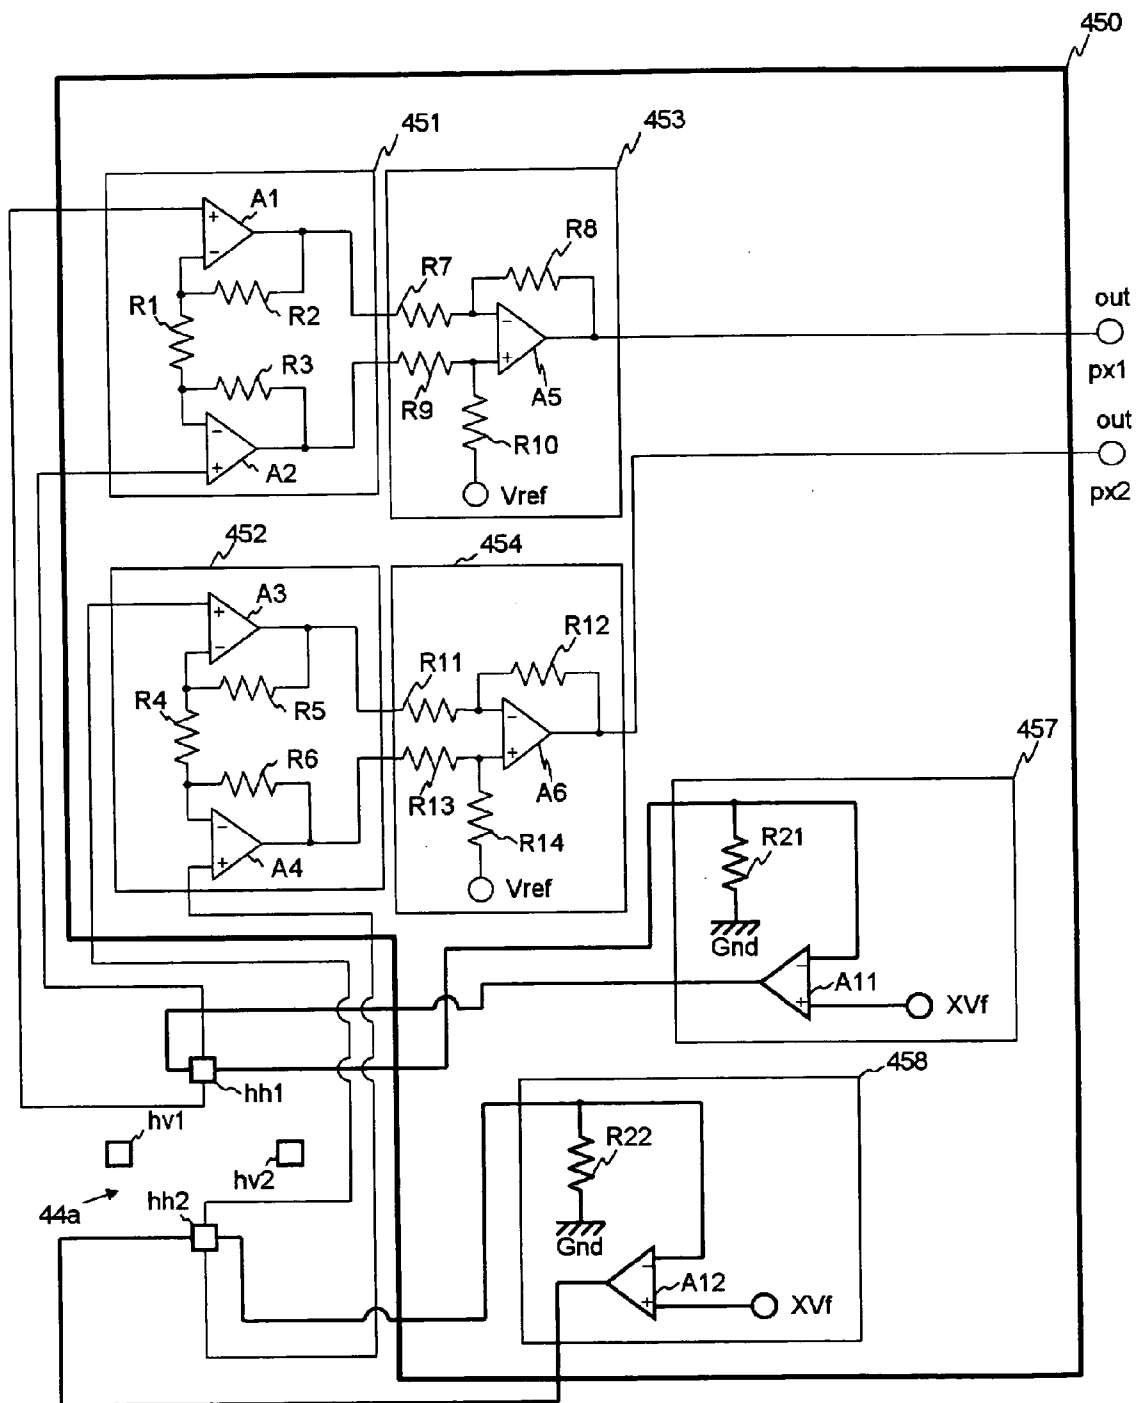 450
451
453
A1
R8
R7
R1
R2
out
R3
px1
R9
A5
out
R10
A2
px2
Vref
452
454
A3
R12
R11
R4
R5
457
R6
R13
A6
R21
A4
R14
Vref
Gnd
A11
XVf
hh1
458
hv1
R22
hv2
hh2
44a
Gnd
A12
XVf